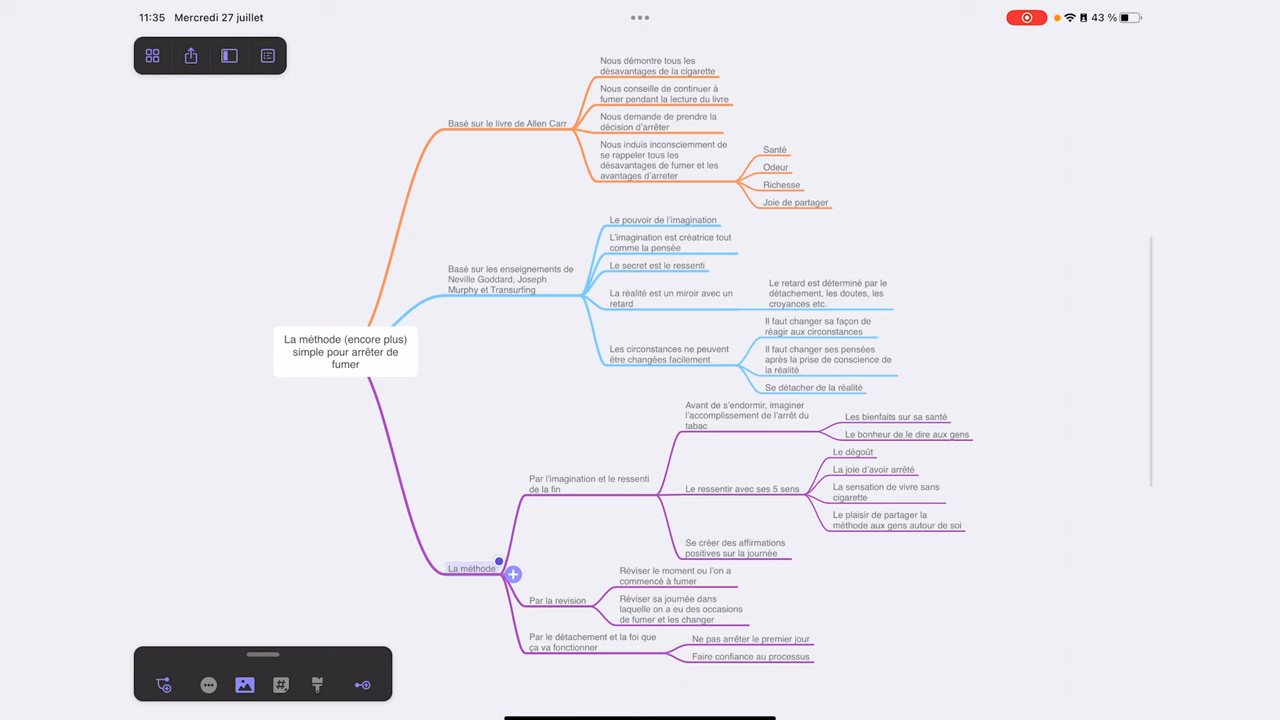 11:35 Mercredi 27 juillet
43 %
Nous démontre tous les
désavantages de la cigarette
Nous conseille de continuer à
fumer pendant la lecture du livre
Basé sur le livre de Allen Carr
Nous demande de prendre la
décision d'arrêter
Nous induis inconsciemment de
se rappeler tous les
désavantages de fumer et les
avantages d'arreter
Santé
Odeur
Richesse
Joie de partager
Le pouvoir de l'imagination
L'imagination est créatrice tout
comme la pensée
Le secret est le ressenti
Basé sur les enseignements de
Neville Goddard, Joseph
Murphy et Transurfing
La réalité est un miroir avec un
retard
Le retard est déterminé par le
détachement, les doutes, les
croyances etc.
Les circonstances ne peuvent
être changées facilement
Il faut changer sa façon de
réagir aux circonstances
Il faut changer ses pensées
après la prise de conscience de
la réalité
Se détacher de la réalité
La méthode (encore plus)
simple pour arrêter de
fumer
Avant de s'endormir, imaginer
l'accomplissement de l'arrêt du
tabac
Les bienfaits sur sa santé
Le bonheur de le dire aux gens
Par l'imagination et le ressenti
de la fin
Le ressentir avec ses 5 sens
Le dégoût
La joie d'avoir arrêté
La sensation de vivre sans
cigarette
Le plaisir de partager la
méthode aux gens autour de soi
Se créer des affirmations
positives sur la journée
La méthode
Par la revision
Réviser le moment ou l'on a
commencé à fumer
Réviser sa journée dans
laquelle on a eu des occasions
de fumer et les changer
Par le détachement et la foi que
ça va fonctionner
Ne pas arrêter le premier jour
Faire confiance au processus